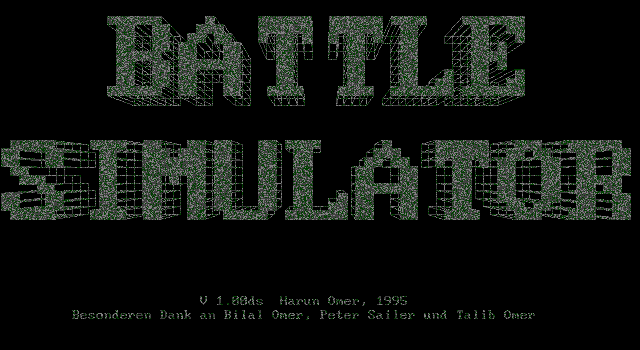 BATTLE
SIMULATOR
V 1.00ds Harun Omer, 1995
Besonderen Dank an Bilal Omer, Peter Sailer und Talib Omer